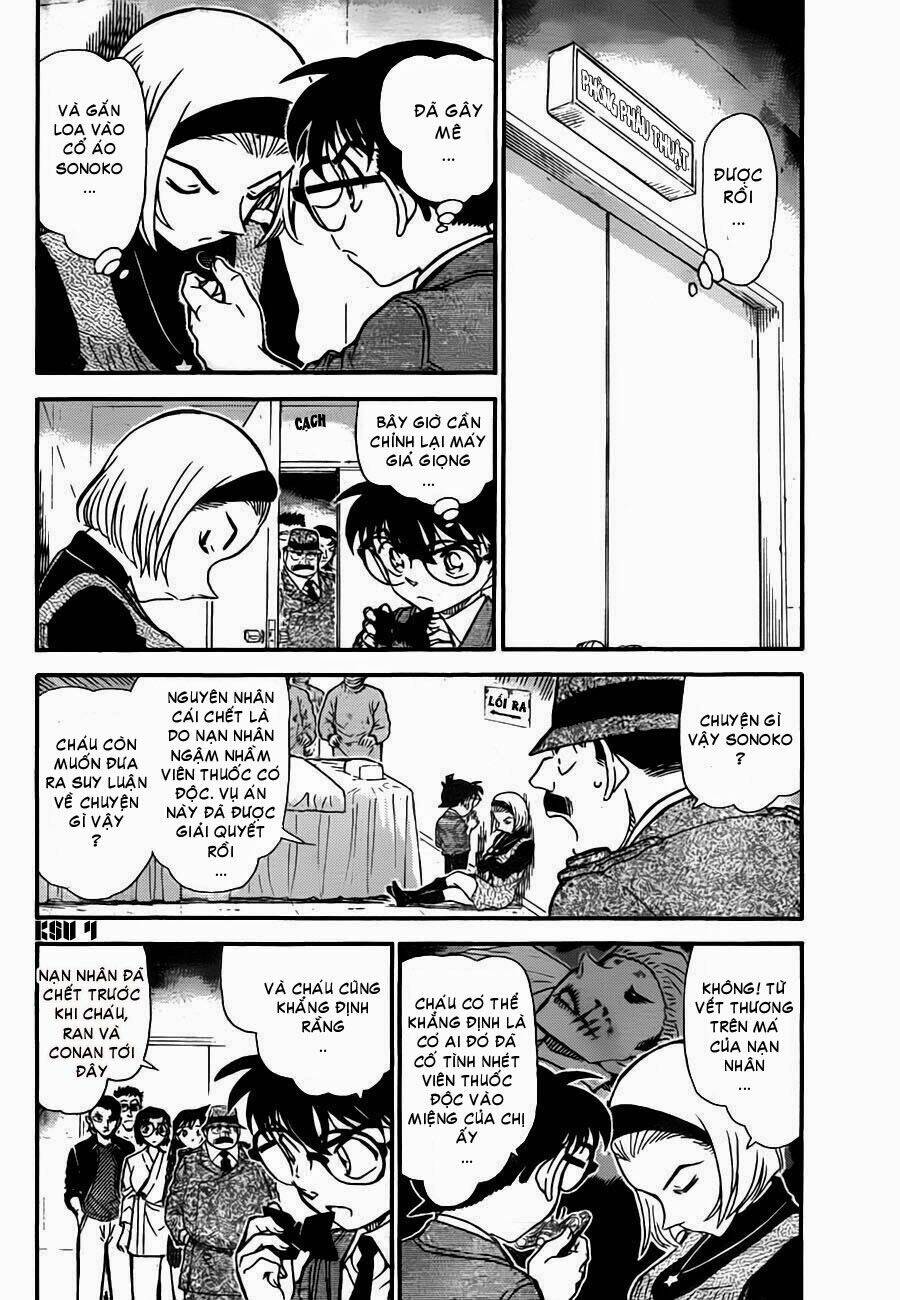 PHÒNG PHẪU THUẬT
ĐƯỢC
RỒI
...
ĐÃ GÂY
MÊ
...
VÀ GẮN
LOA VÀO
CỔ ÁO
SONOKO
...
BÂY GIỜ CẦN
CHỈNH LẠI MÁY
GIẢ GIỌNG
...
CẠCH
CHUYỆN GÌ
VẬY SONOKO
?
LỐI RA
NGUYÊN NHÂN
CÁI CHẾT LÀ
DO NẠN NHÂN
NGẬM NHẦM
VIÊN THUỐC CÓ
ĐỘC. VỤ ÁN
NÀY ĐÃ ĐƯỢC
GIẢI QUYẾT
RỒI
...
CHÁU CÒN
MUỐN ĐƯA
RA SUY LUẬN
VỀ CHUYỆN
GÌ VẬY
?
KSU 4
KHÔNG! TỪ
VẾT THƯƠNG
TRÊN MÁ
CỦA NẠN
NHÂN
...
CHÁU CÓ THỂ
KHẲNG ĐỊNH LÀ
CÓ AI ĐÓ ĐÃ
CỐ TÌNH NHÉT
VIÊN THUỐC
ĐỘC VÀO
MIỆNG CỦA CHỊ
ẤY
...
VÀ CHÁU CŨNG
KHẲNG ĐỊNH
RẰNG
..
NẠN NHÂN ĐÃ
CHẾT TRƯỚC
KHI CHÁU,
RAN VÀ
CONAN TỚI
ĐÂY